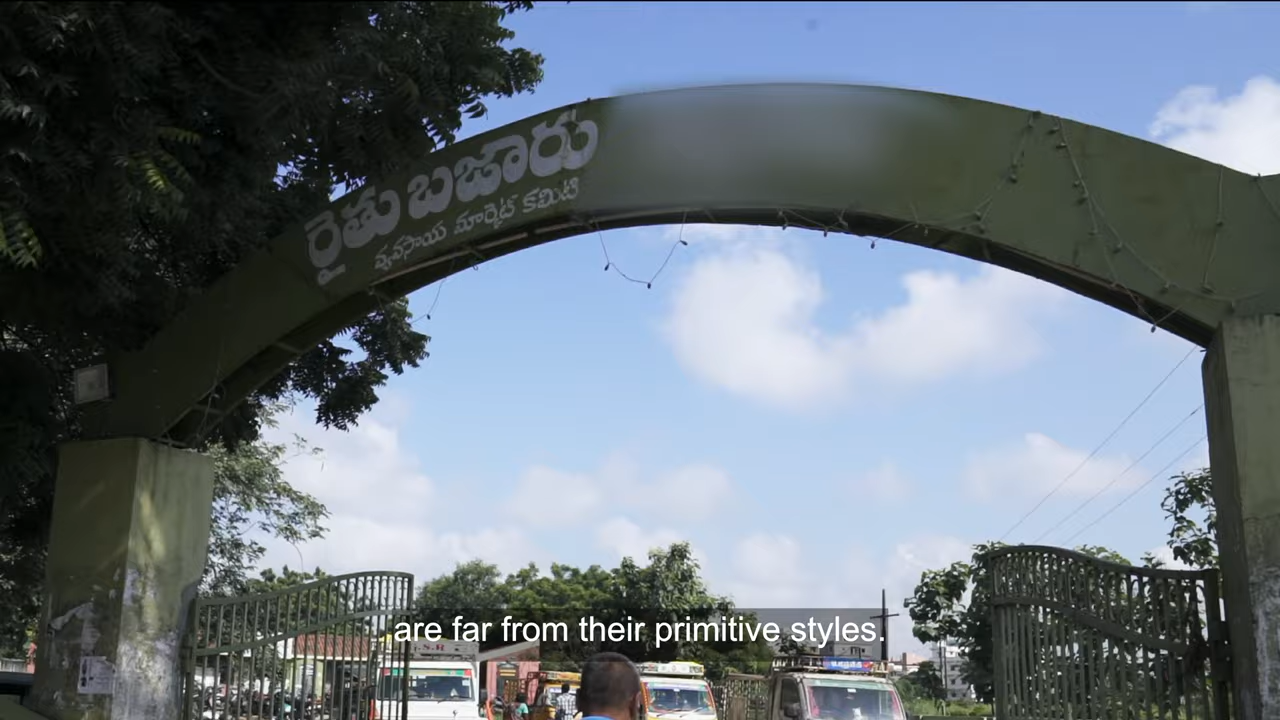 రైతు బజారు
వ్యవసాయ మార్కెట్ కమిటి
are far from their primitive styles.